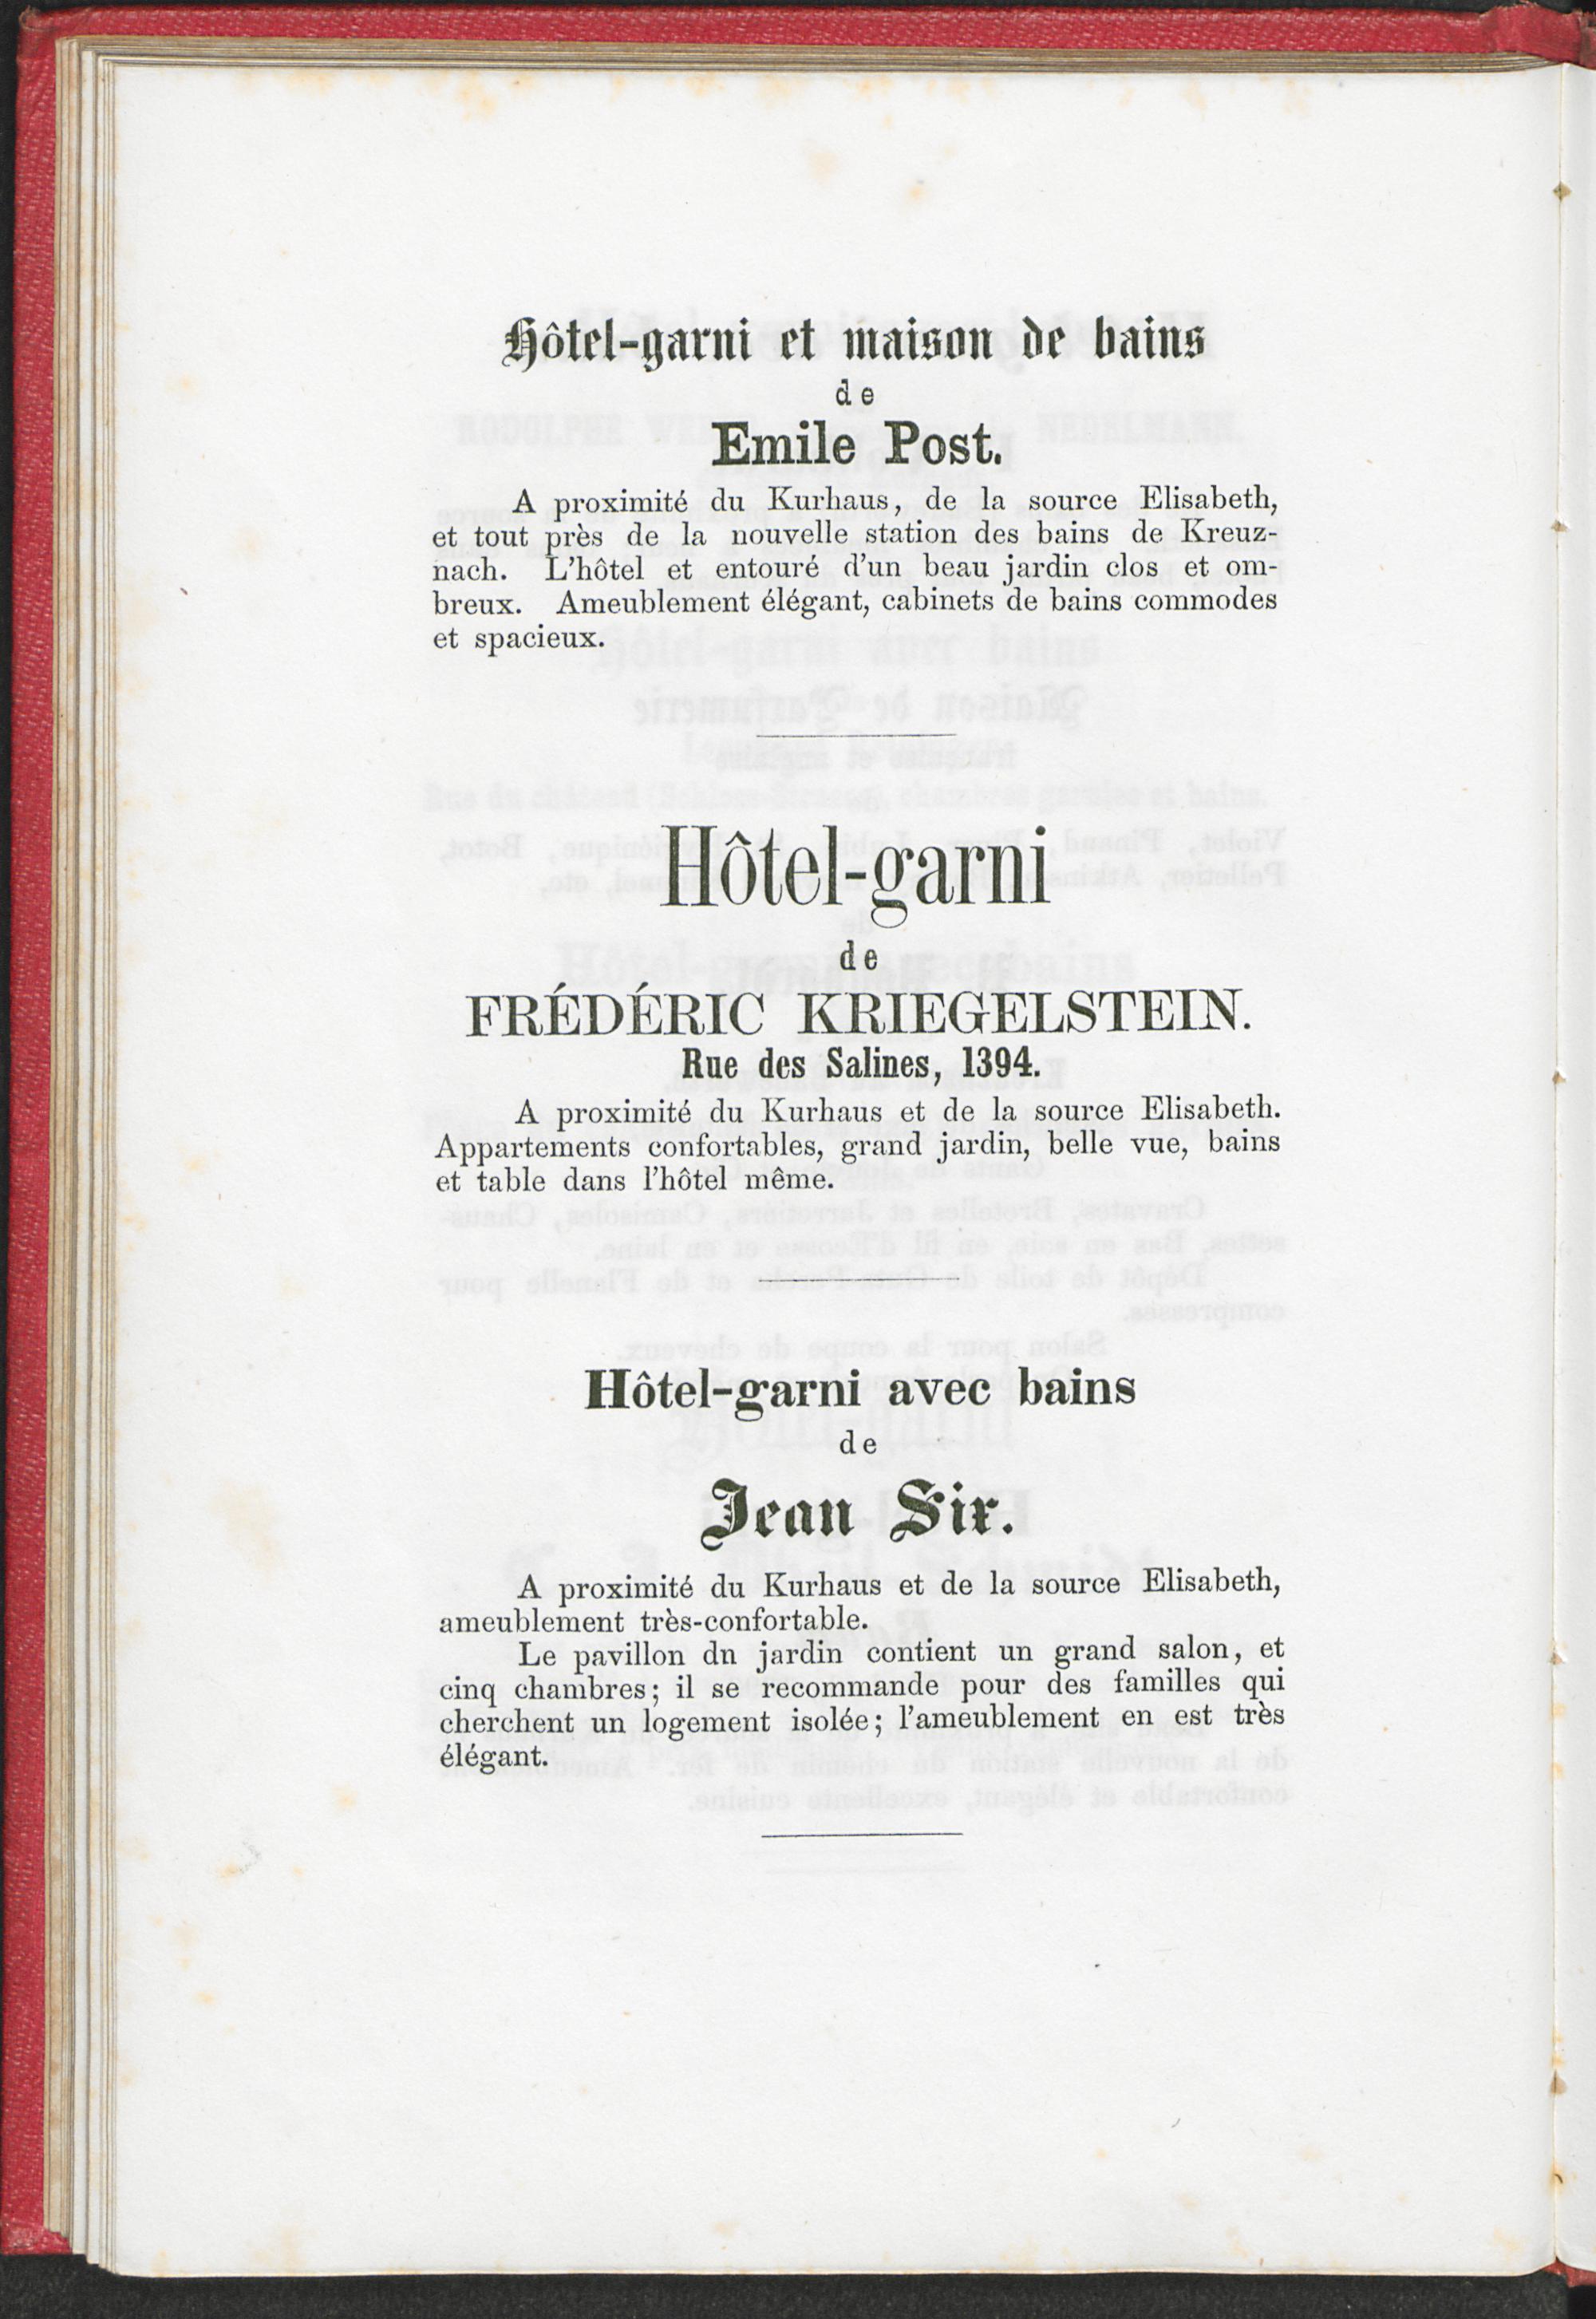 Hôtel-garni et maison de bains
de
Emile Post.
A proximité du Kurhaus, de la source Elisabeth,
et tout près de la nouvelle station des bains de Kreuz-
nach. L'hôtel et entouré d'un beau jardin clos et om-
breux. Ameublement élégant, cabinets de bains commodes
et spacieux.
Hôtel-garni
de
FRÉDÉRIC KRIEGELSTEIN.
Rue des Salines, 1394.
A proximité du Kurhaus et de la source Elisabeth.
Appartements confortables, grand jardin, belle vue, bains
et table dans l'hôtel même.
Hôtel-garni avec bains
de
Jean Six.
A proximité du Kurhaus et de la source Elisabeth,
ameublement très-confortable.
Le pavillon dn jardin contient un grand salon, et
cinq chambres; il se recommande pour des familles qui
cherchent un logement isolée; l'ameublement en est très
élégant.